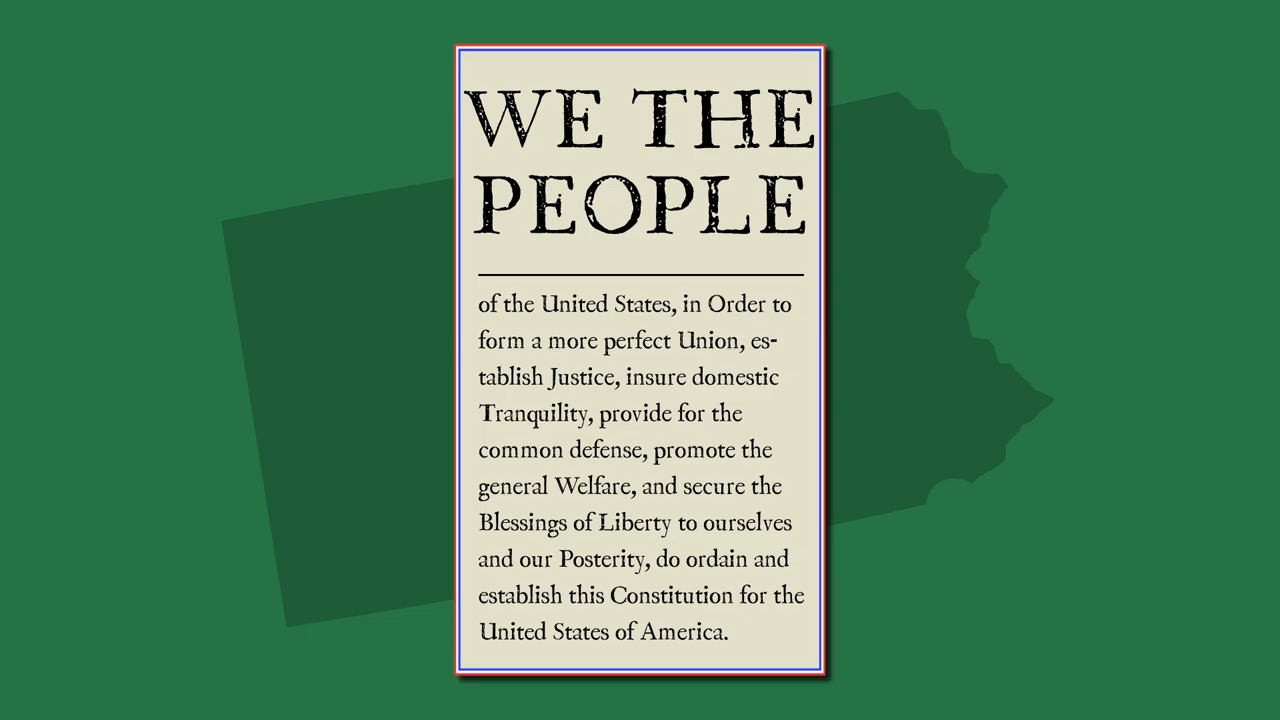 WE THE
PEOPLE
of the United States, in Order to
form a more perfect Union, es-
tablish Justice, insure domestic
Tranquility, provide for the
common defense, promote the
general Welfare, and secure the
Blessings of Liberty to ourselves
and our Posterity, do ordain and
establish this Constitution for the
United States of America.